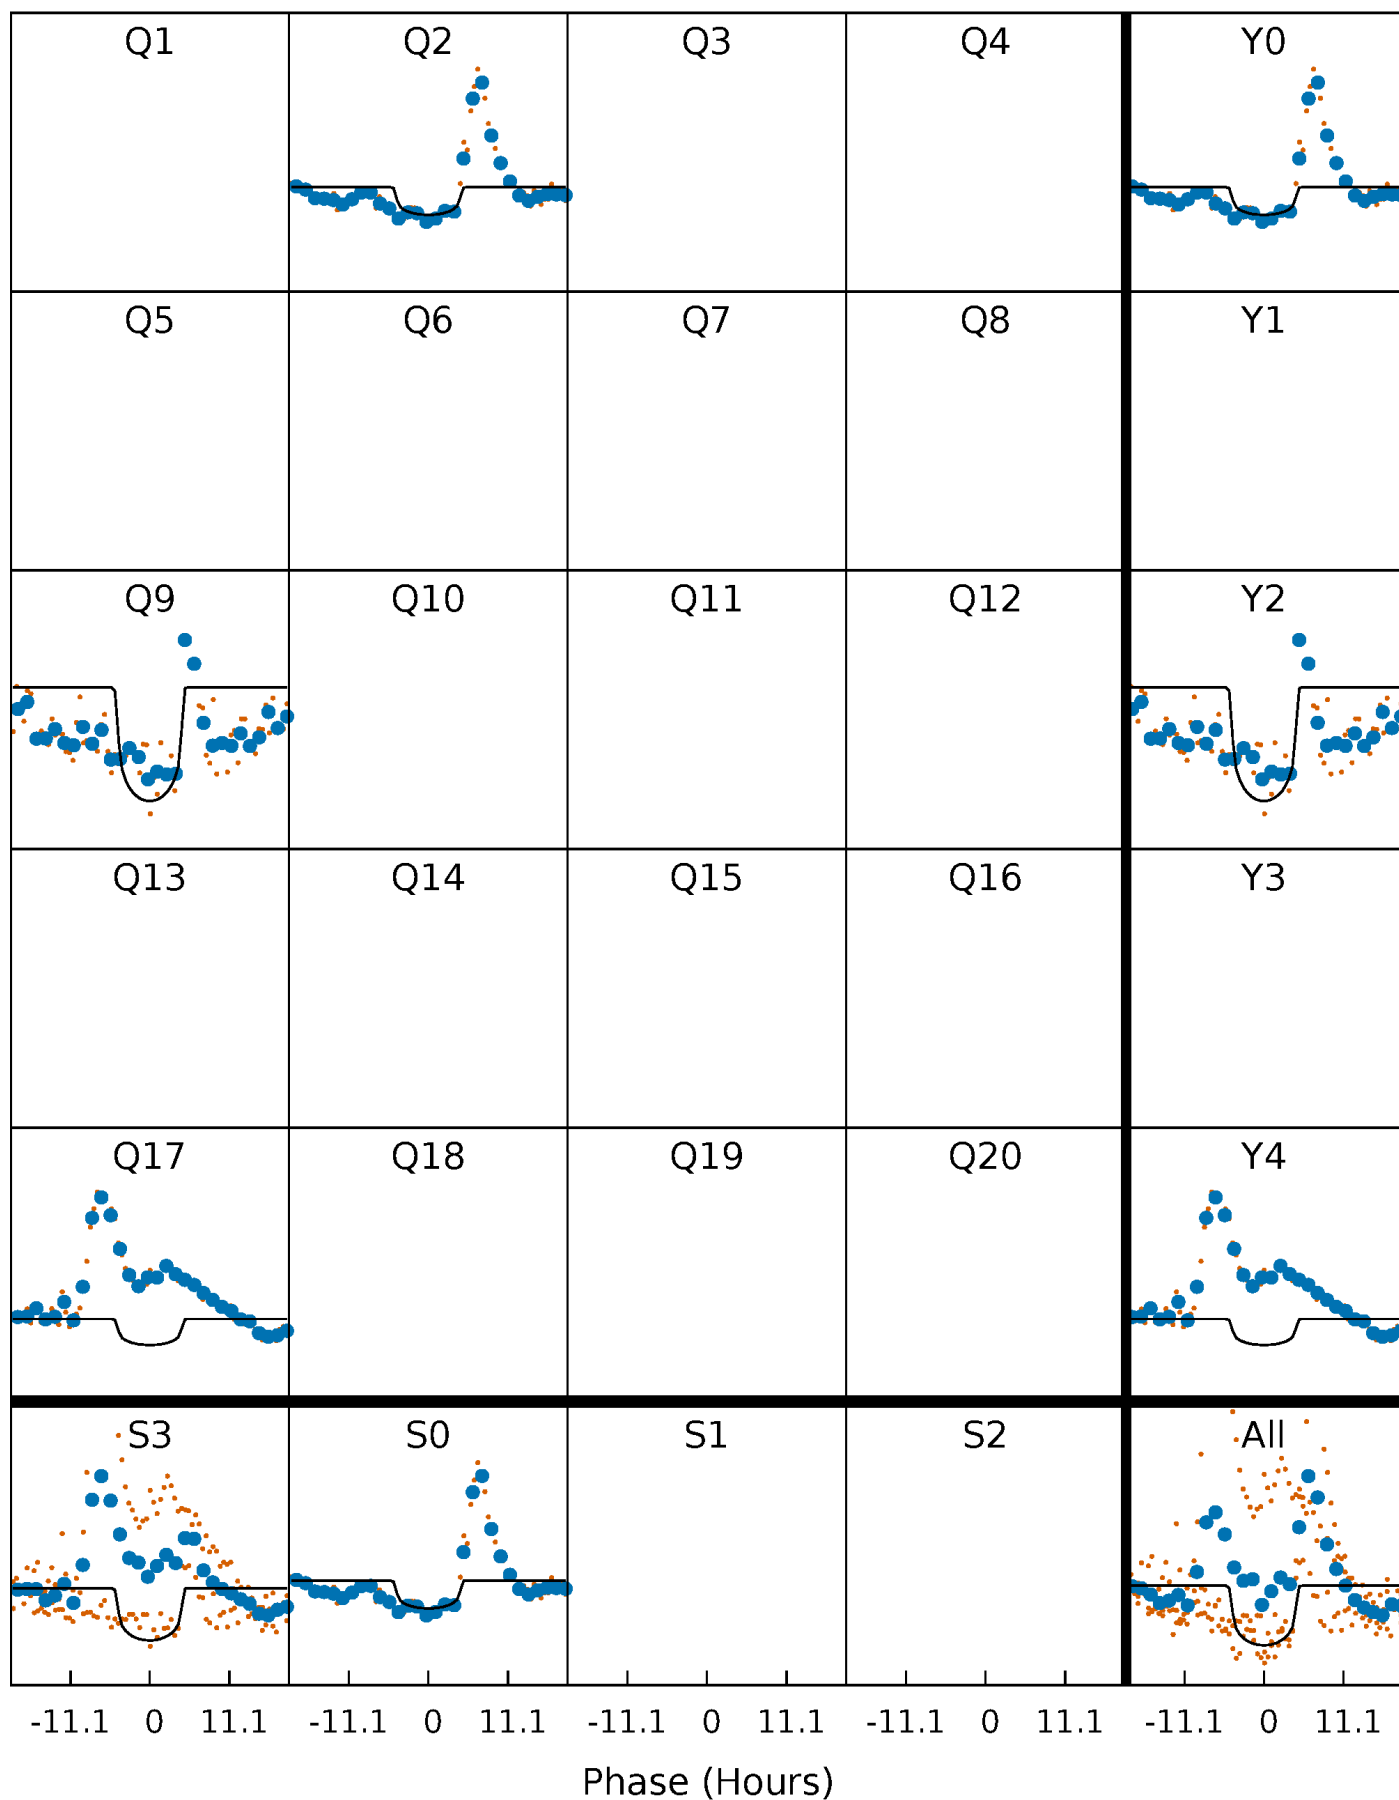 Q1 Q2 Q3 Q4 Y0
Q5 Q6 Q7 Q8 Y1
Q9 Q10 Q11 Q12 Y2
Q13 Q14 Q15 Q16 Y3
Q17 Q18 Q19 Q20 Y4
S3 S0 S1 S2 All
-11.1 0 11.1 -11.1 0 11.1 -11.1 0 11.1 -11.1 0 11.1 -11.1 0 11.1
Phase (Hours)